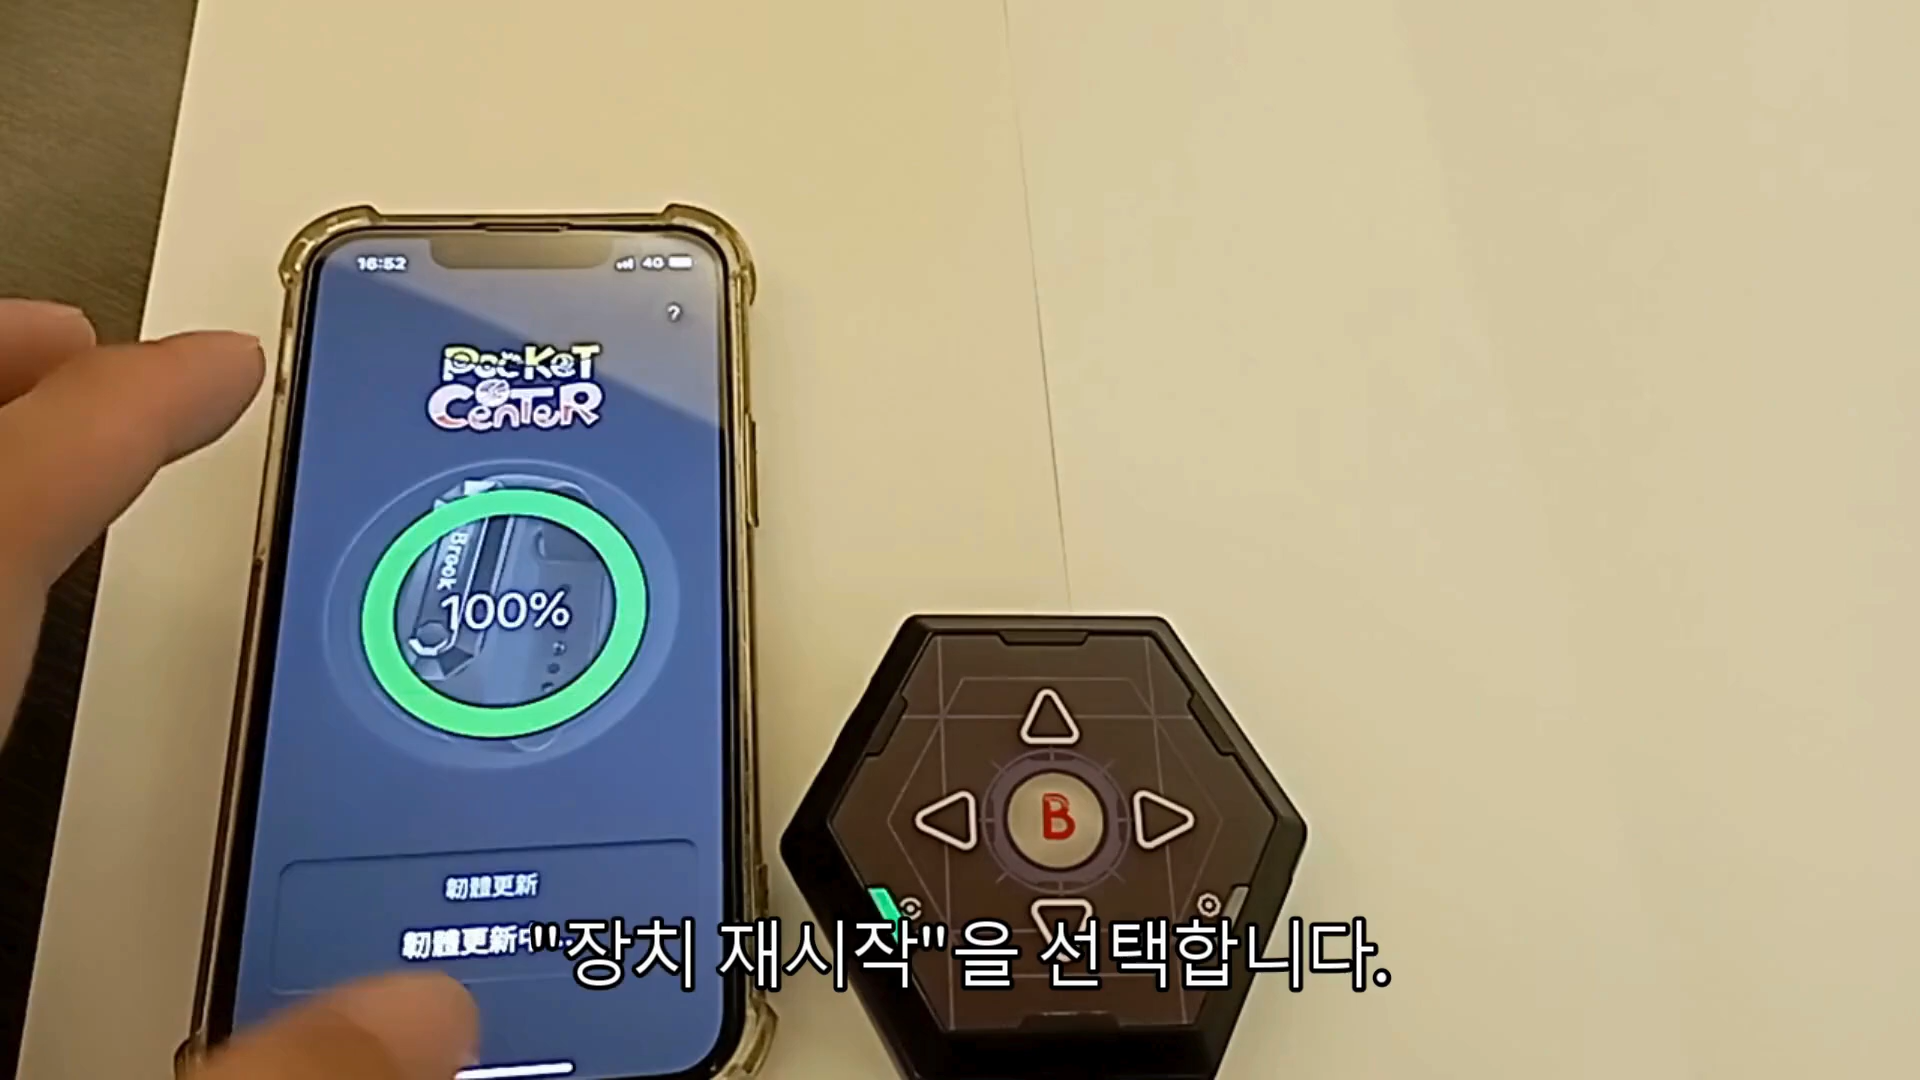 16:52
4G
?
POCKET
CENTER
Brook
100%
韌體更新
韌體更新中...
B
"장치 재시작"을 선택합니다.